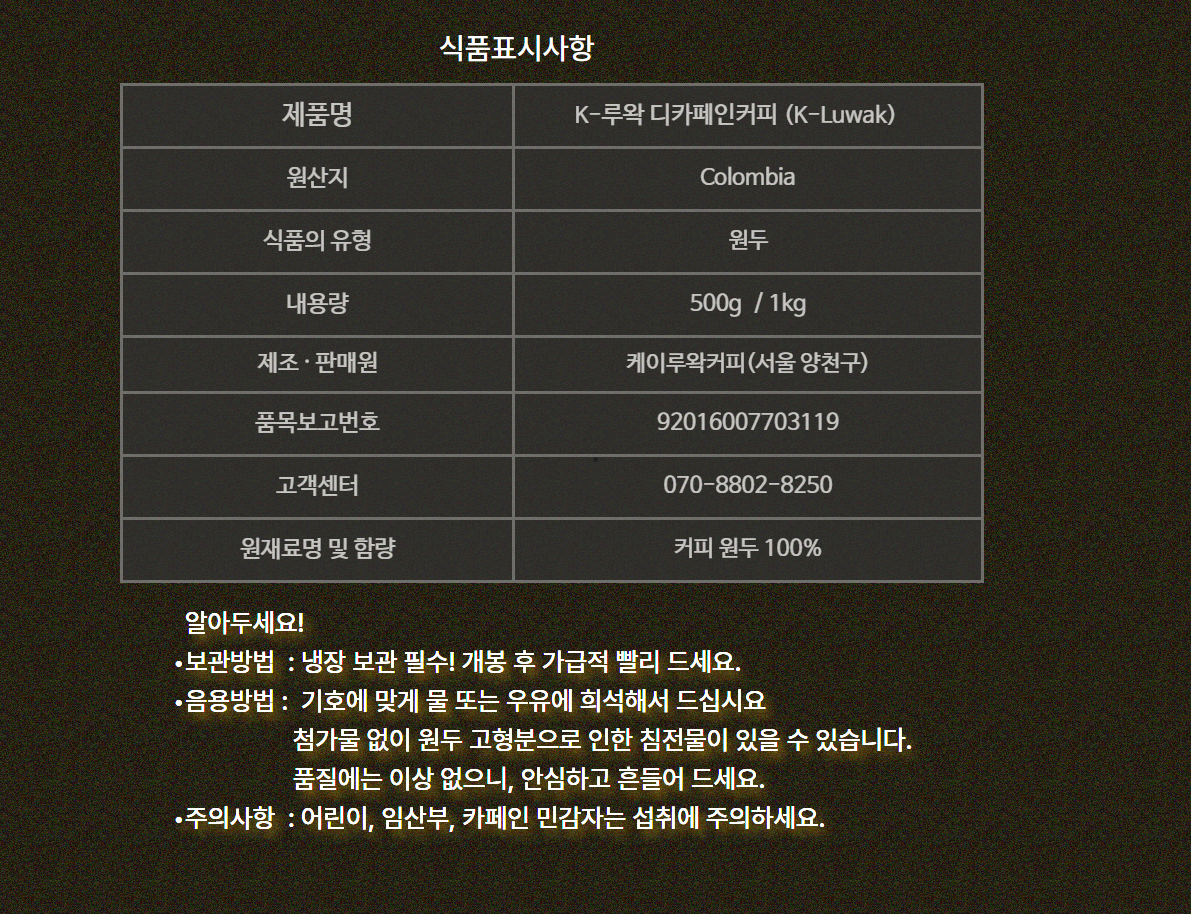 식품표시사항
제품명 K-루왁 디카페인커피 (K-Luwak)
원산지 Colombia
식품의 유형 원두
내용량 500g / 1kg
제조·판매원 케이루왁커피(서울 양천구)
품목보고번호 92016007703119
고객센터 070-8802-8250
원재료명 및 함량 커피 원두 100%
알아두세요!
•보관방법 : 냉장 보관 필수! 개봉 후 가급적 빨리 드세요.
•음용방법 : 기호에 맞게 물 또는 우유에 희석해서 드십시요
첨가물 없이 원두 고형분으로 인한 침전물이 있을 수 있습니다.
품질에는 이상 없으니, 안심하고 흔들어 드세요.
•주의사항 : 어린이, 임산부, 카페인 민감자는 섭취에 주의하세요.